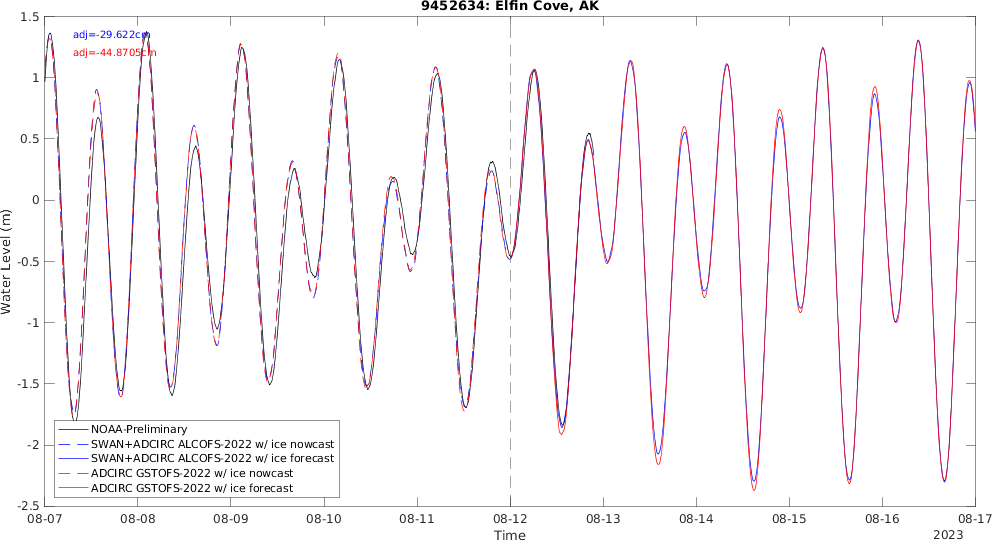 9452634: Elfin Cove, AK
adj=-29.622cm
adj=-44.8705cm
Water Level (m)
1.5
1
0.5
0
-0.5
-1
-1.5
-2
-2.5
NOAA-Preliminary
SWAN+ADCIRC ALCOFS-2022 w/ ice nowcast
SWAN+ADCIRC ALCOFS-2022 w/ ice forecast
ADCIRC GSTOFS-2022 w/ ice nowcast
ADCIRC GSTOFS-2022 w/ ice forecast
08-07 08-08 08-09 08-10 08-11 08-12 08-13 08-14 08-15 08-16 08-17
Time
2023